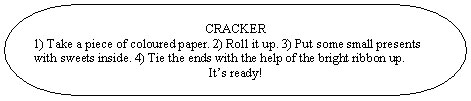 CRACKER
1) Take a piece of coloured paper. 2) Roll it up. 3) Put some small presents
with sweets inside. 4) Tie the ends with the help of the bright ribbon up.
It's ready!